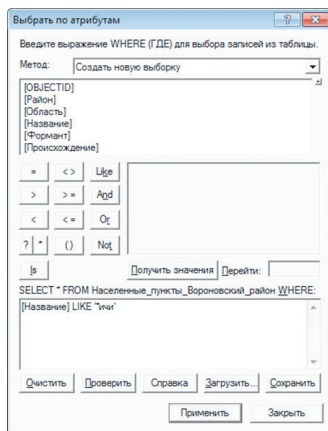 Выбрать по атрибутам
Введите выражение WHERE (ГДЕ) для выбора записей из таблицы.
Метод: Создать новую выборку
[OBJECTID]
[Район]
[Область]
[Название]
[Формант]
[Происхождение]
= <> Like
> >= And
< <= Or
? * () Not
Is Получить значения Перейти:
SELECT * FROM Населенные_пункты_Вороновский_район WHERE:
[Название] LIKE '*ичи'
Очистить Проверить Справка Загрузить... Сохранить
Применить Закрыть